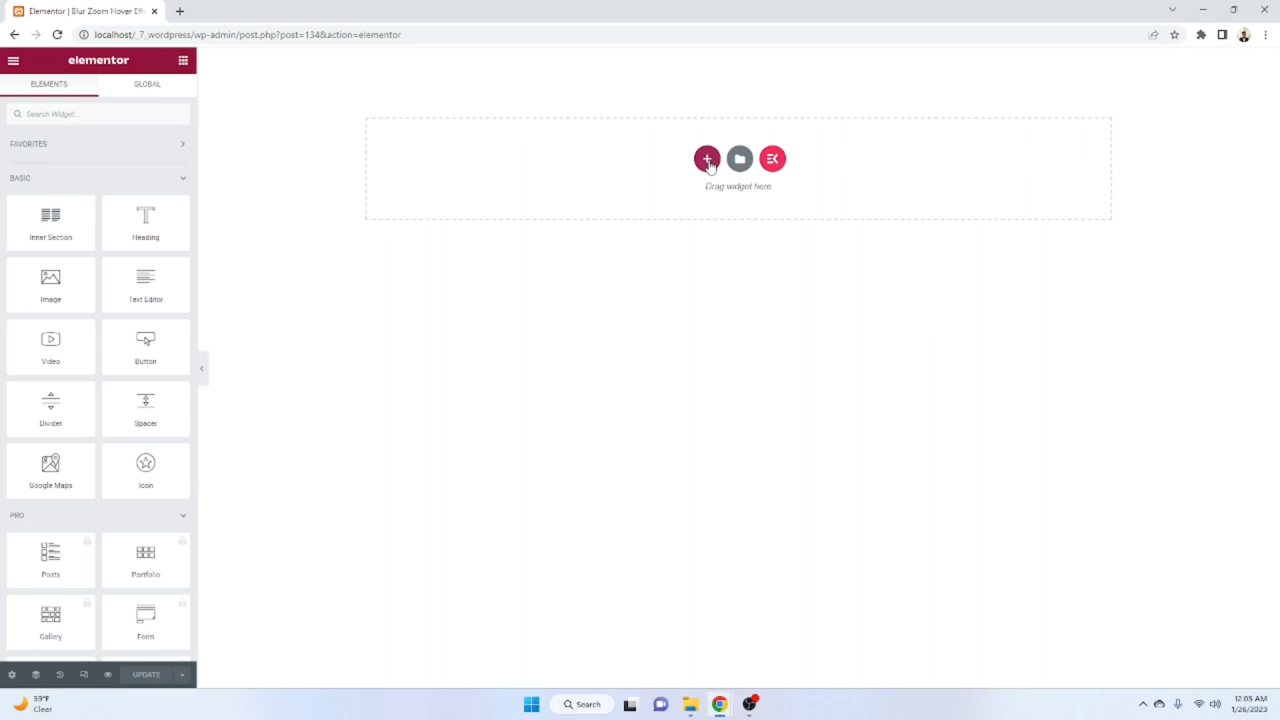 Elementor | Blur Zoom Hover Effe
localhost/_7_wordpress/wp-admin/post.php?post=134&action=elementor
elementor
ELEMENTS
GLOBAL
Search Widget...
FAVORITES
BASIC
Inner Section
Heading
Image
Text Editor
Video
Button
Divider
Spacer
Google Maps
Icon
PRO
Posts
Portfolio
Gallery
Form
UPDATE
Drag widget here
59°F
Clear
Search
12:05 AM
1/26/2023